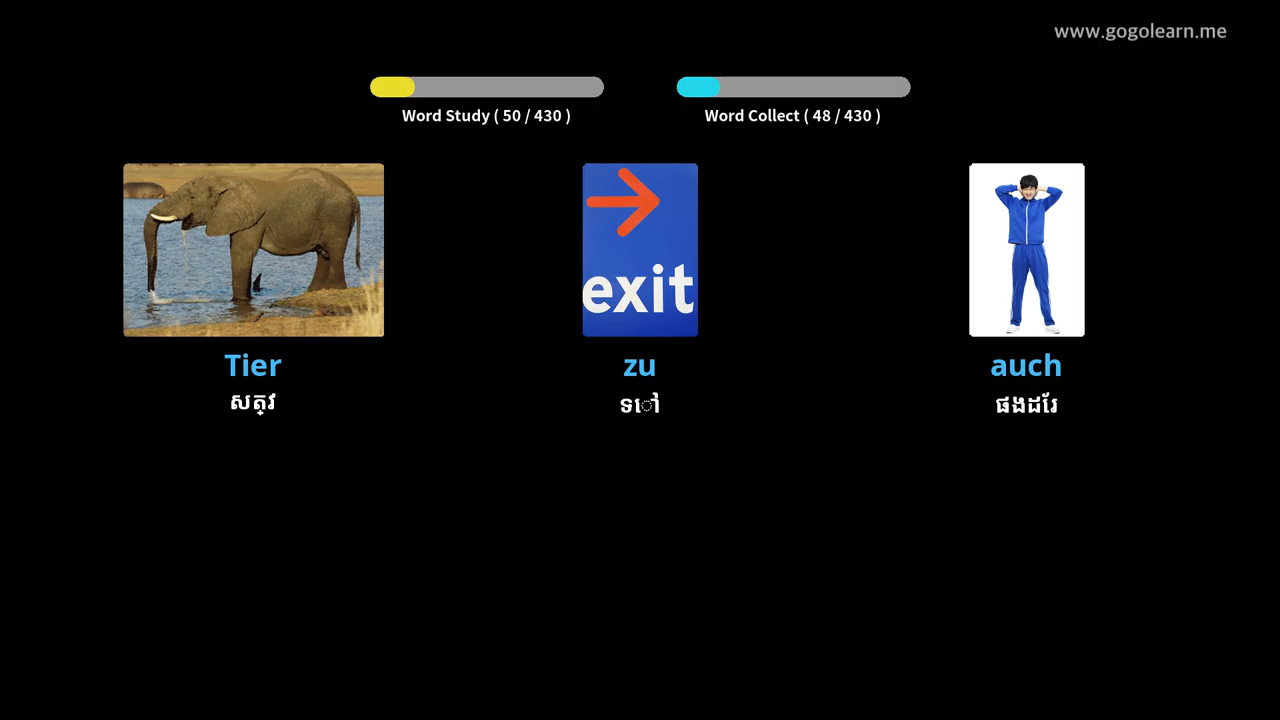 www.gogolearn.me
Word Study ( 50 / 430 )
Word Collect ( 48 / 430 )
exit
Tier
zu
auch
សត្វ
ទៅ
ផងដែរ